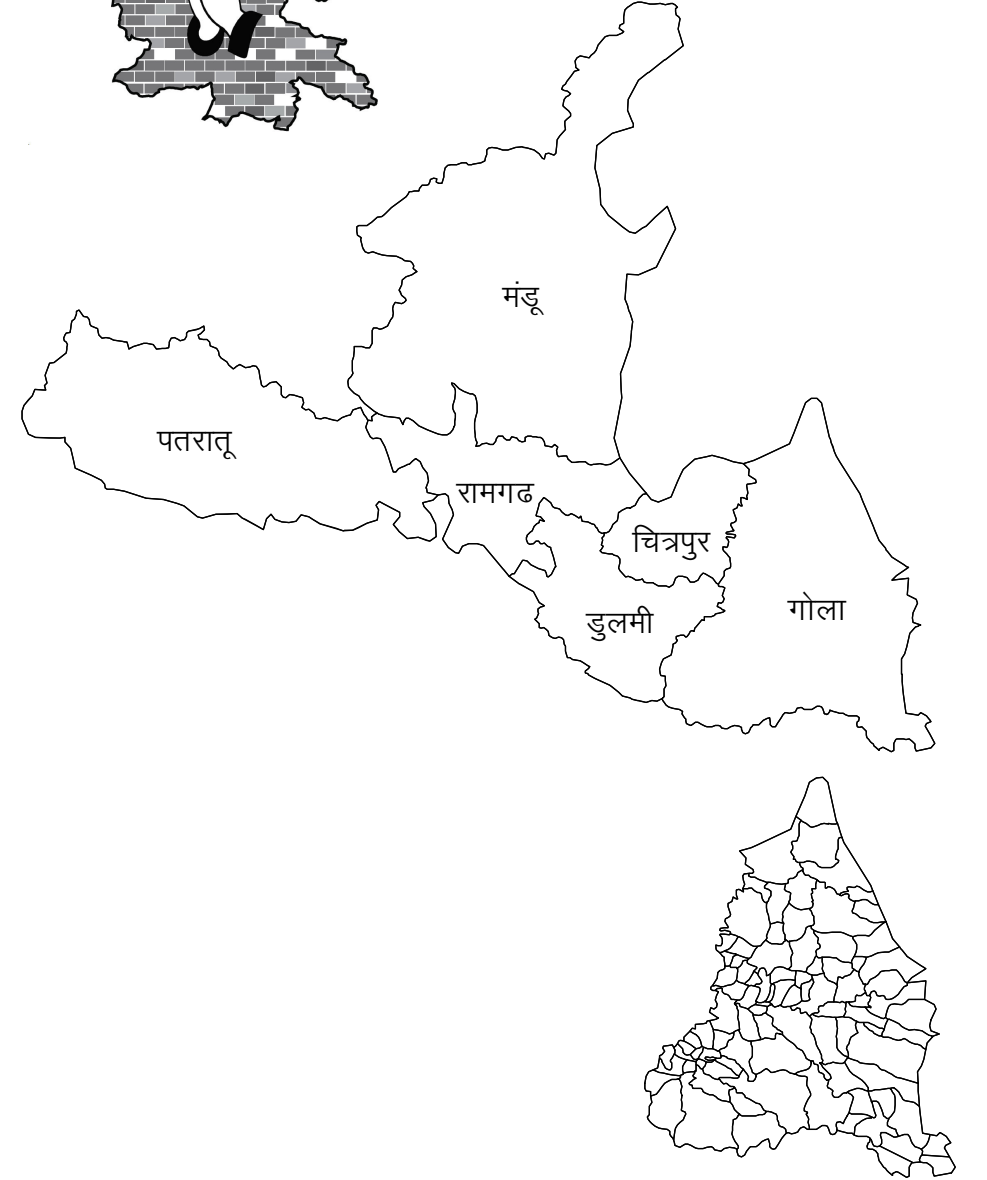 मंडू
पतरातू
रामगढ
चित्रपुर
डुलमी
गोला